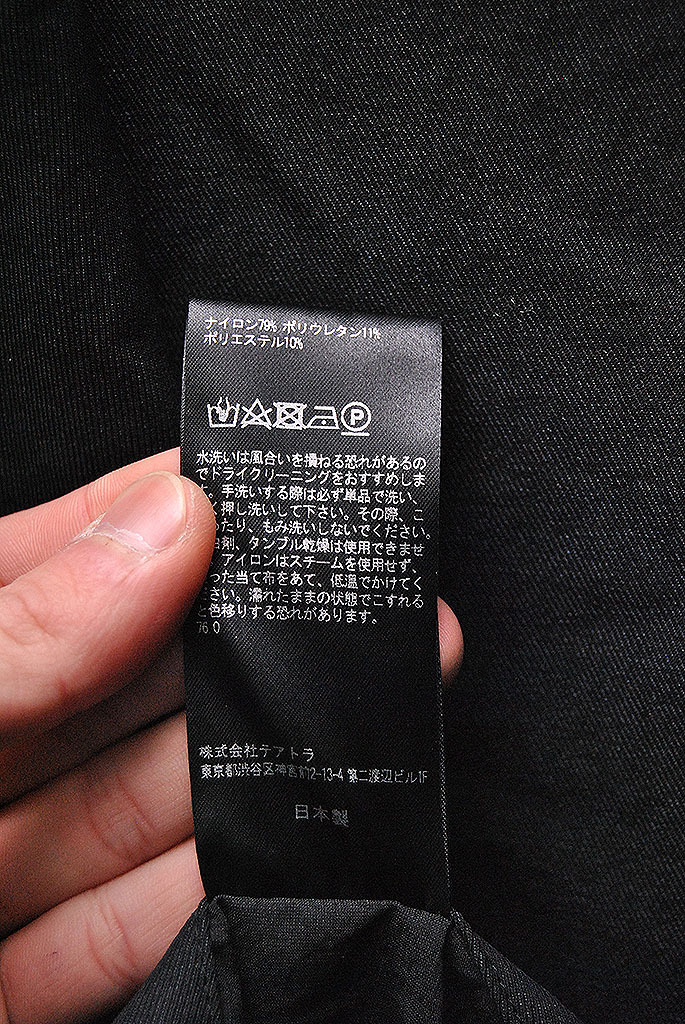 ナイロン79% ポリウレタン11%
ポリエステル10%
P
水洗いは風合いを損ねる恐れがあるの
でドライクリーニングをおすすめしま
。手洗いする際は必ず単品で洗い、
く押し洗いして下さい。その際、こ
ったり、もみ洗いしないでください。
白剤、タンブル乾燥は使用できませ
アイロンはスチームを使用せず、
った当て布をあて、低温でかけてく
ださい。濡れたままの状態でこすれる
と色移りする恐れがあります。
76 0
株式会社テアトラ
東京都渋谷区神宮前2-13-4 第二渡辺ビル1F
日本製